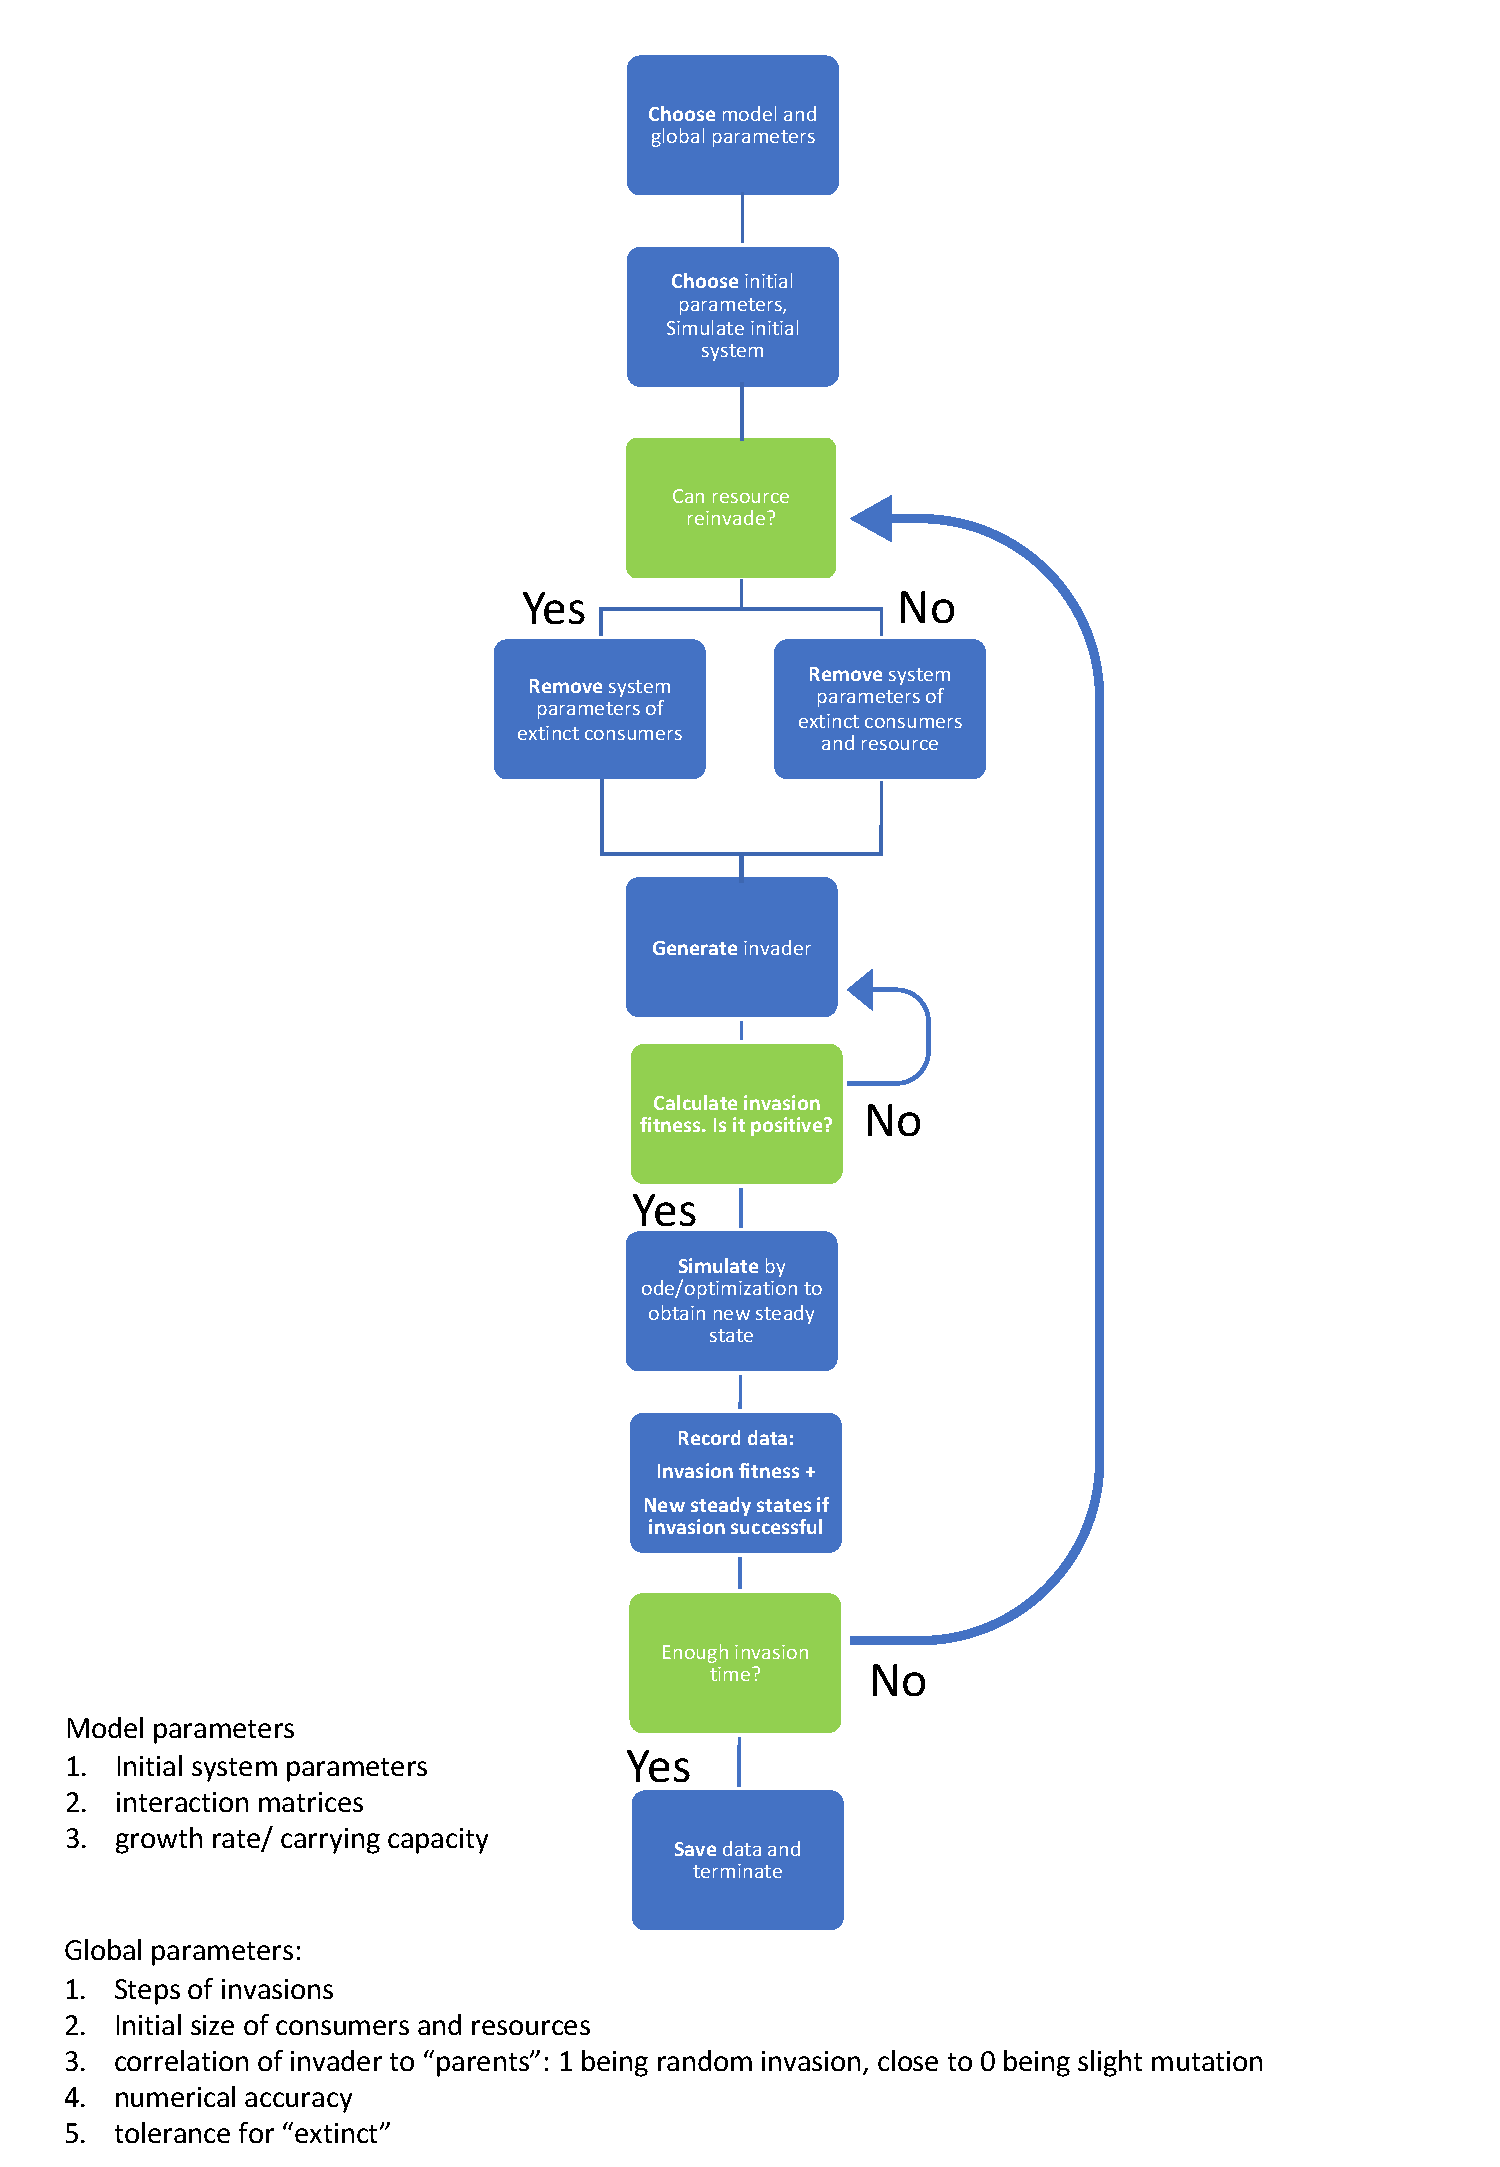 Choose model and
global parameters
Choose initial
parameters,
Simulate initial
system
Can resource
reinvade?
Yes
No
Remove system
parameters of
extinct consumers
Remove system
parameters of
extinct consumers
and resource
Generate invader
Calculate invasion
fitness. Is it positive?
No
Yes
Simulate by
ode/optimization to
obtain new steady
state
Record data:
Invasion fitness +
New steady states if
invasion successful
Enough invasion
time?
No
Yes
Save data and
terminate
Model parameters
1. Initial system parameters
2. interaction matrices
3. growth rate/ carrying capacity
Global parameters:
1. Steps of invasions
2. Initial size of consumers and resources
3. correlation of invader to “parents”: 1 being random invasion, close to 0 being slight mutation
4. numerical accuracy
5. tolerance for “extinct”